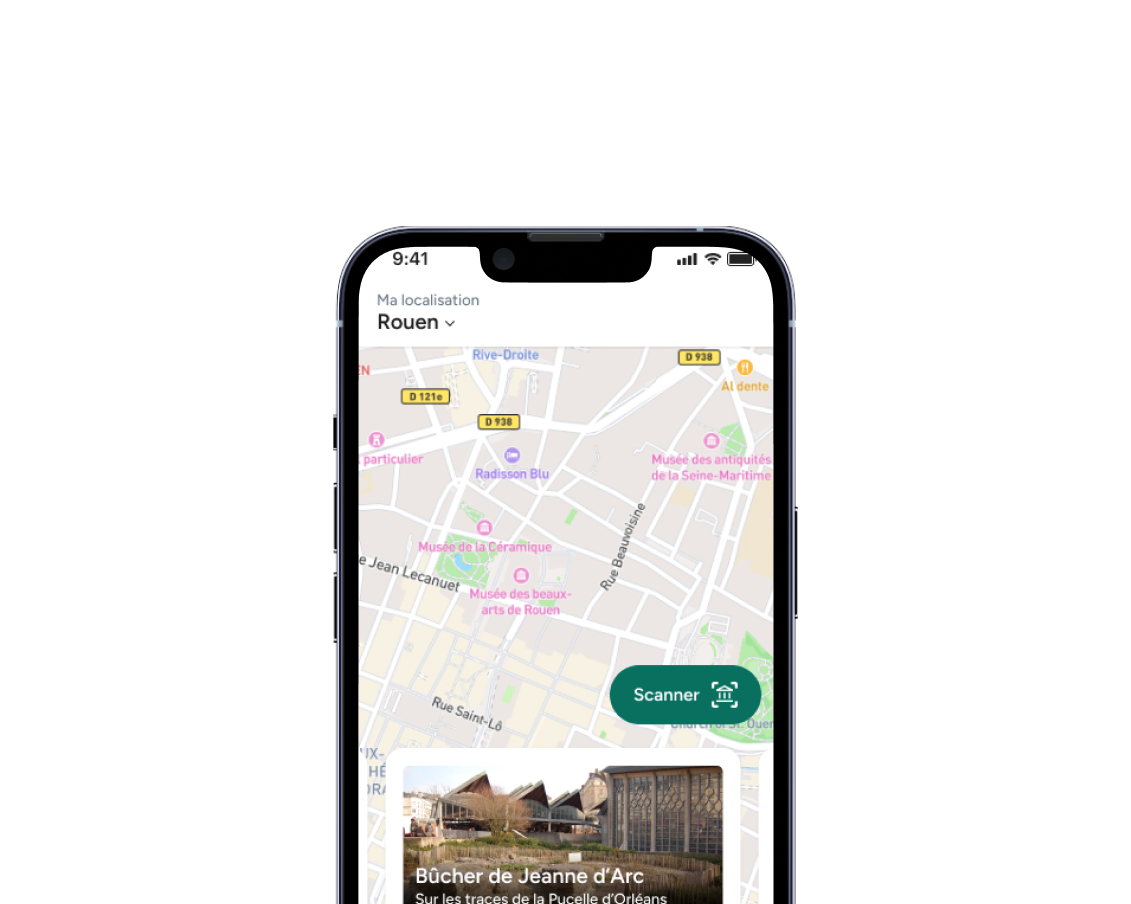 9:41
Ma localisation
Rouen
Rive-Droite
D 938
EN
Al dente
D 121e
D 938
particulier
Radisson Blu
Musée des antiquités
de la Seine-Maritime
Rue Beauvoisine
Musée de la Céramique
e Jean Lecanuet
Musée des beaux-
arts de Rouen
Scanner
Church of St. Ouen
Rue Saint-Lô
UX-
HÉ
ORA
Bûcher de Jeanne d’Arc
Sur les traces de la Pucelle d’Orléans